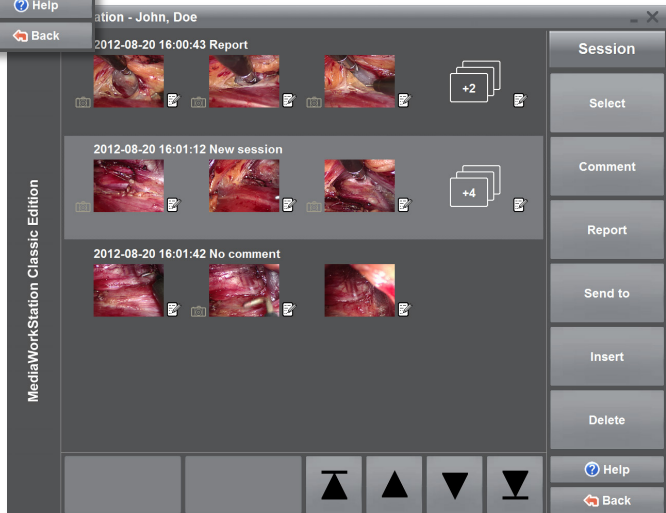 Help
Back
ation - John, Doe
Session
2012-08-20 16:00:43 Report
+2
2012-08-20 16:01:12 New session
+4
2012-08-20 16:01:42 No comment
MediaWorkStation Classic Edition
Select
Comment
Report
Send to
Insert
Delete
Help
Back